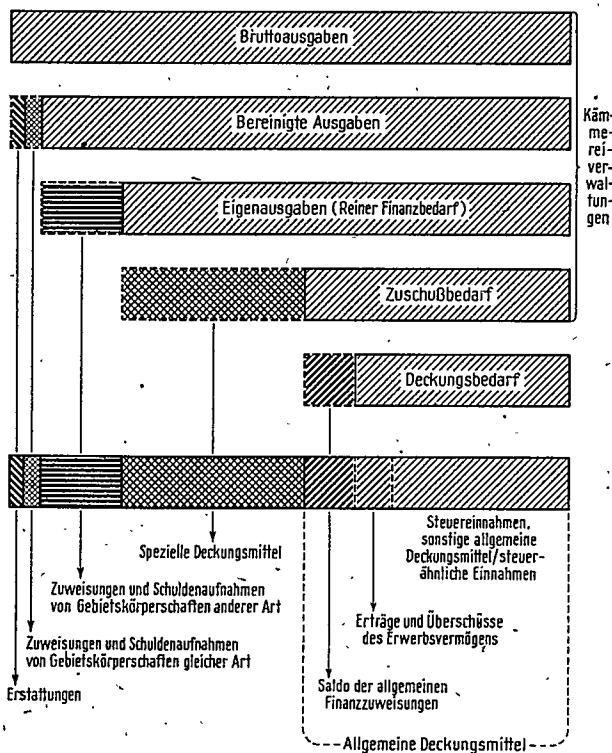 Bruttoausgaben
Bereinigte Ausgaben
Eigenausgaben (Reiner Finanzbedarf)
Zuschußbedarf
Deckungsbedarf
Käm-
me-
rei-
ver-
wal-
tun-
gen
Steuereinnahmen,
sonstige allgemeine
Deckungsmittel/steuer-
ähnliche Einnahmen
Spezielle Deckungsmittel
Zuweisungen und Schuldenaufnahmen
von Gebietskörperschaften anderer Art
Erträge und Überschüsse
des Erwerbsvermögens
Zuweisungen und Schuldenaufnahmen
von Gebietskörperschaften gleicher Art
Erstattungen
Saldo der allgemeinen
Finanzzuweisungen
Allgemeine Deckungsmittel